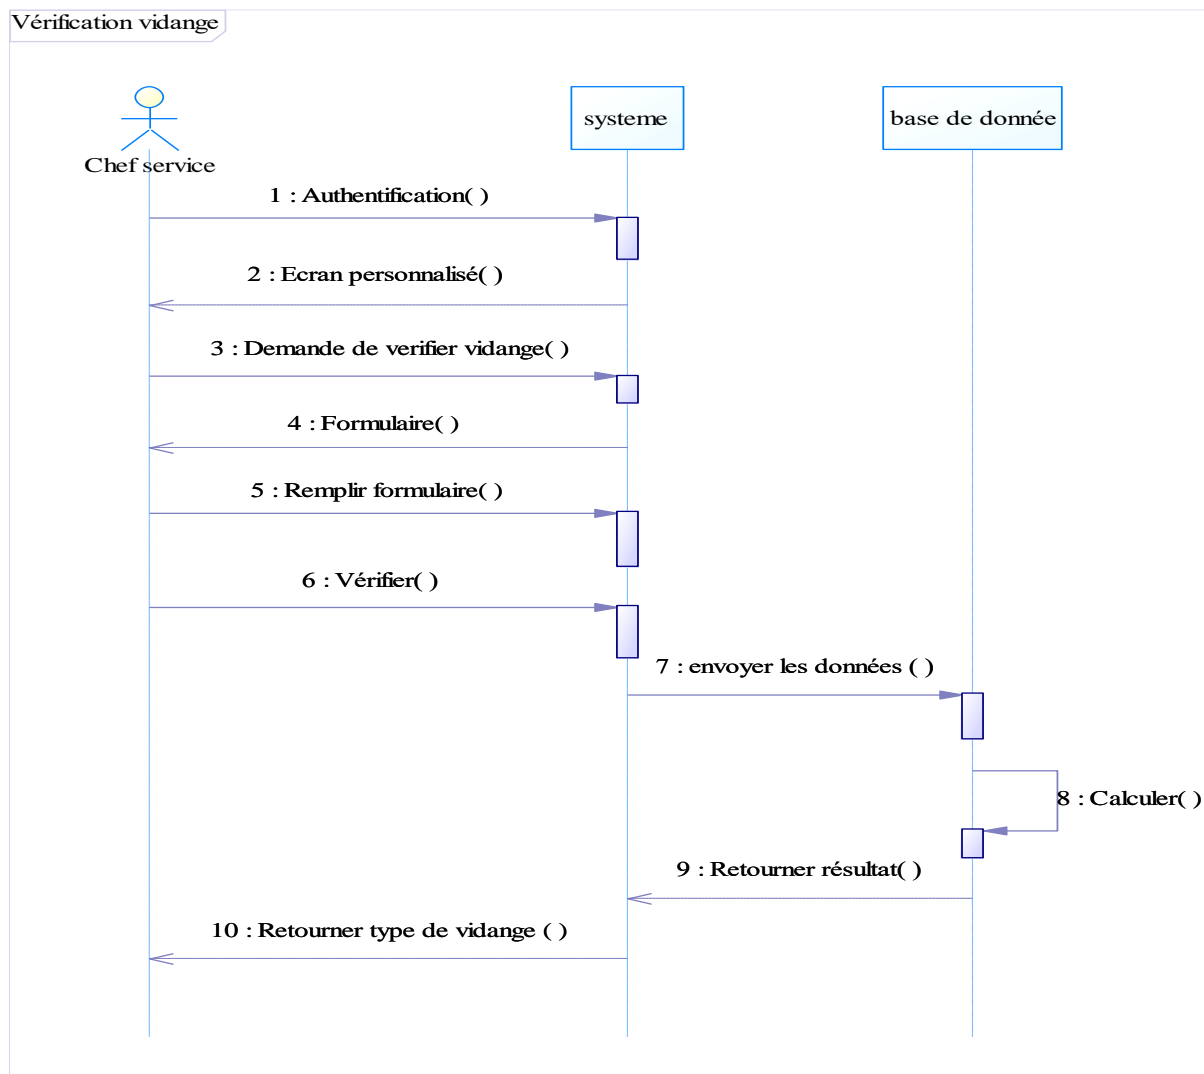 Vérification vidange
systeme
base de donnée
Chef service
1 : Authentification( )
2 : Ecran personnalisé( )
3 : Demande de verifier vidange( )
4 : Formulaire( )
5 : Remplir formulaire( )
6 : Vérifier( )
7 : envoyer les données ( )
8 : Calculer( )
9 : Retourner résultat( )
10 : Retourner type de vidange ( )